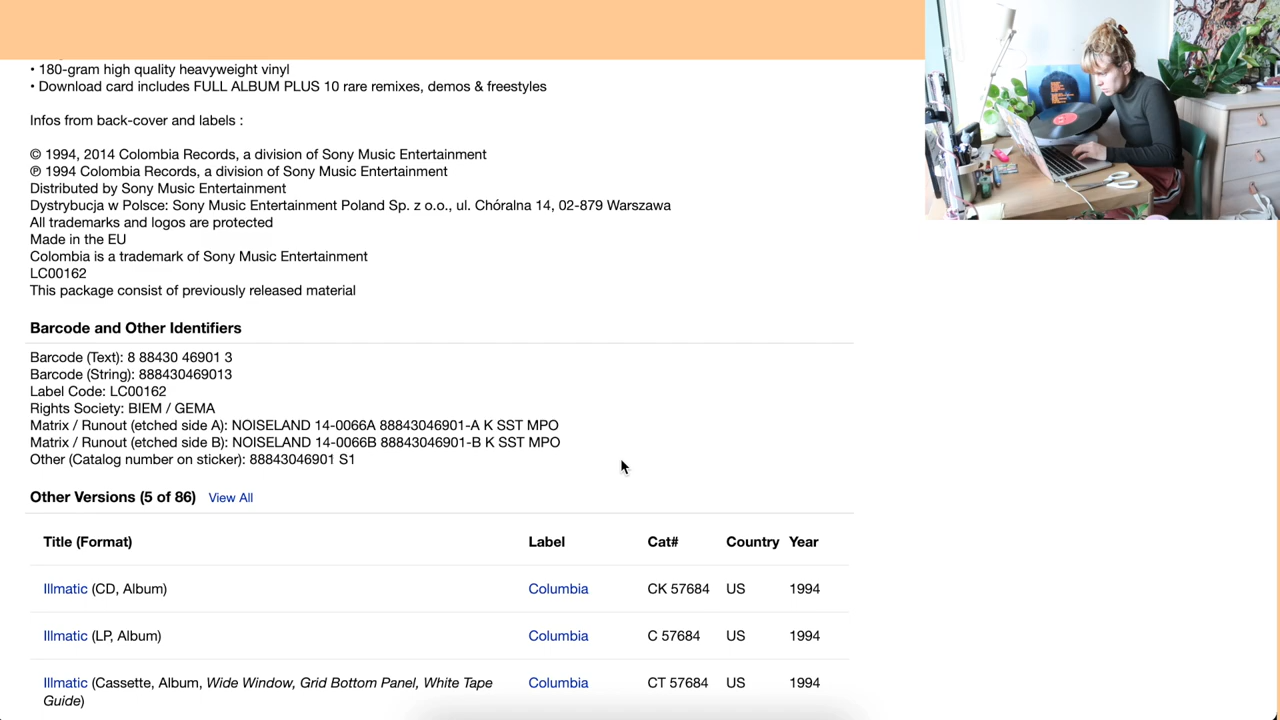 • 180-gram high quality heavyweight vinyl
• Download card includes FULL ALBUM PLUS 10 rare remixes, demos & freestyles
Infos from back-cover and labels :
© 1994, 2014 Colombia Records, a division of Sony Music Entertainment
℗ 1994 Colombia Records, a division of Sony Music Entertainment
Distributed by Sony Music Entertainment
Dystrybucja w Polsce: Sony Music Entertainment Poland Sp. z o.o., ul. Chóralna 14, 02-879 Warszawa
All trademarks and logos are protected
Made in the EU
Colombia is a trademark of Sony Music Entertainment
LC00162
This package consist of previously released material
Barcode and Other Identifiers
Barcode (Text): 8 88430 46901 3
Barcode (String): 888430469013
Label Code: LC00162
Rights Society: BIEM / GEMA
Matrix / Runout (etched side A): NOISELAND 14-0066A 88843046901-A K SST MPO
Matrix / Runout (etched side B): NOISELAND 14-0066B 88843046901-B K SST MPO
Other (Catalog number on sticker): 88843046901 S1
Other Versions (5 of 86) View All
Title (Format) Label Cat# Country Year
Illmatic (CD, Album) Columbia CK 57684 US 1994
Illmatic (LP, Album) Columbia C 57684 US 1994
Illmatic (Cassette, Album, Wide Window, Grid Bottom Panel, White Tape Columbia CT 57684 US 1994
Guide)